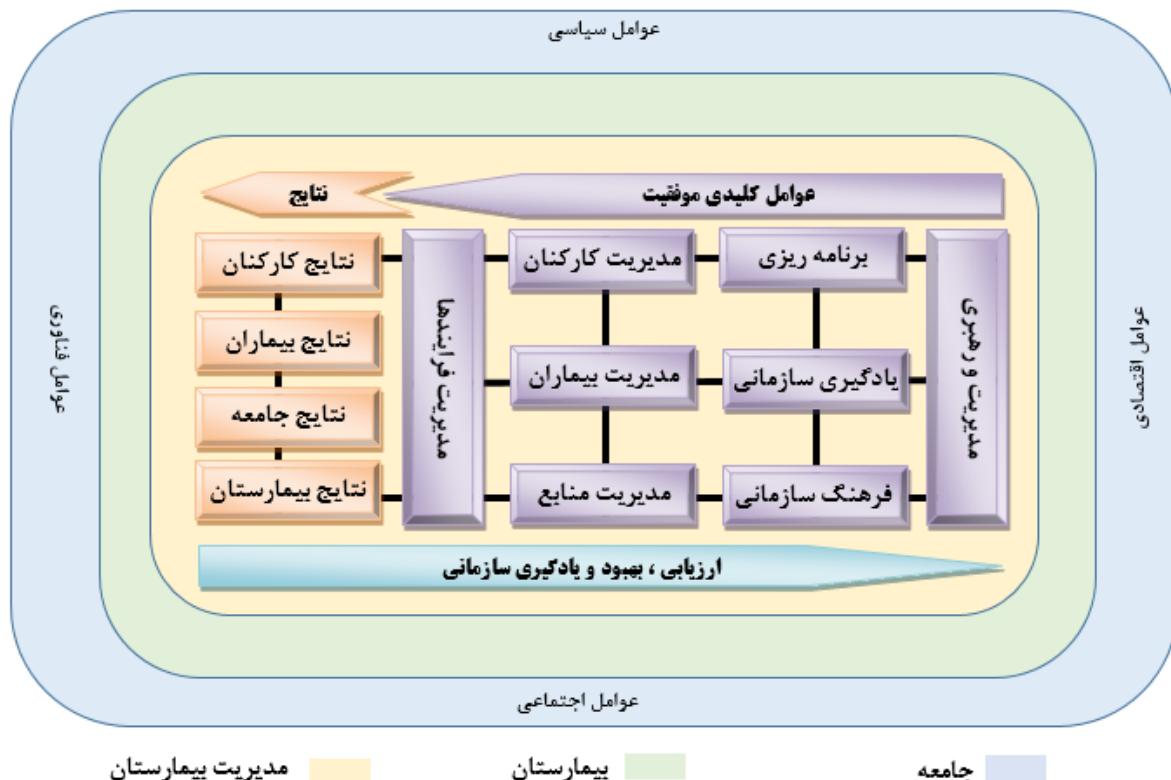 عوامل سیاسی
عوامل کلیدی موفقیت
نتایج
مدیریت و رهبری
برنامه ریزی
مدیریت کارکنان
مدیریت فرایندها
نتایج کارکنان
یادگیری سازمانی
مدیریت بیماران
نتایج بیماران
نتایج جامعه
فرهنگ سازمانی
مدیریت منابع
نتایج بیمارستان
ارزیابی ، بهبود و یادگیری سازمانی
عوامل اقتصادی
عوامل فناوری
عوامل اجتماعی
جامعه
بیمارستان
مدیریت بیمارستان